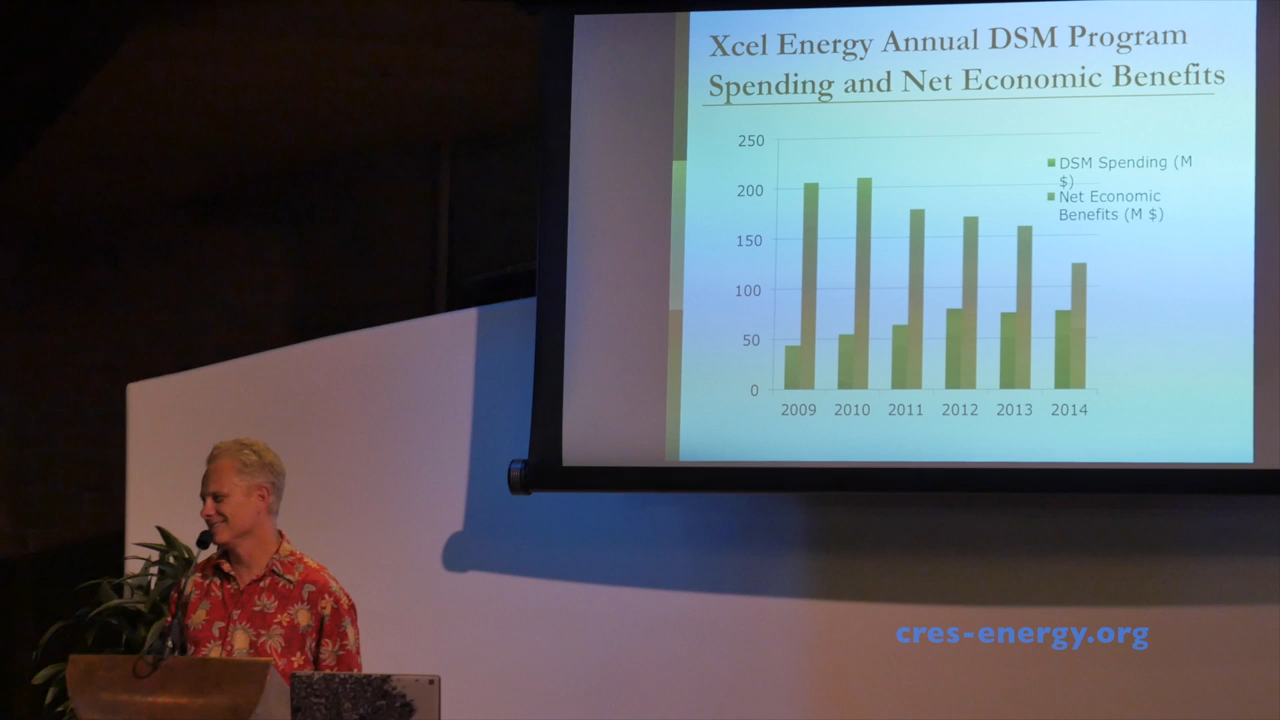 Xcel Energy Annual DSM Program
Spending and Net Economic Benefits
250
200
150
100
50
0
DSM Spending (M
$)
Net Economic
Benefits (M $)
2009 2010 2011 2012 2013 2014
cres-energy.org